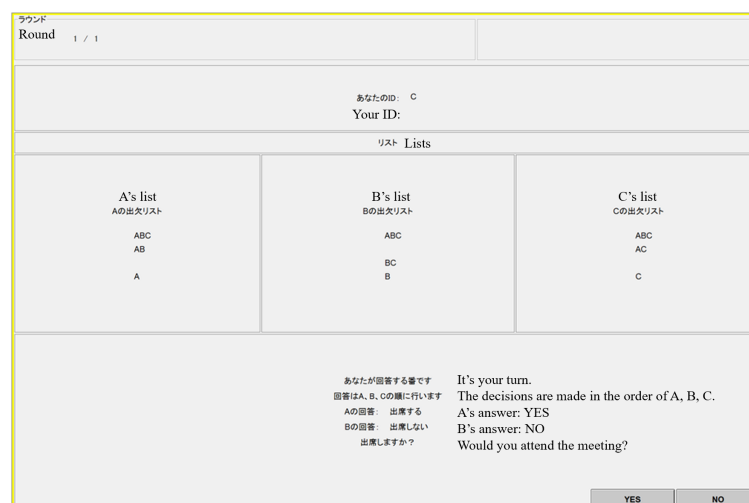 ラウンド
Round 1 / 1
あなたのID: C
Your ID:
リスト Lists
A's list
Aの出欠リスト
ABC
AB
A
B's list
Bの出欠リスト
ABC
BC
B
C's list
Cの出欠リスト
ABC
AC
C
あなたが回答する番です It's your turn.
回答はA、B、Cの順に行います The decisions are made in the order of A, B, C.
Aの回答: 出席する A's answer: YES
Bの回答: 出席しない B's answer: NO
出席しますか? Would you attend the meeting?
YES NO